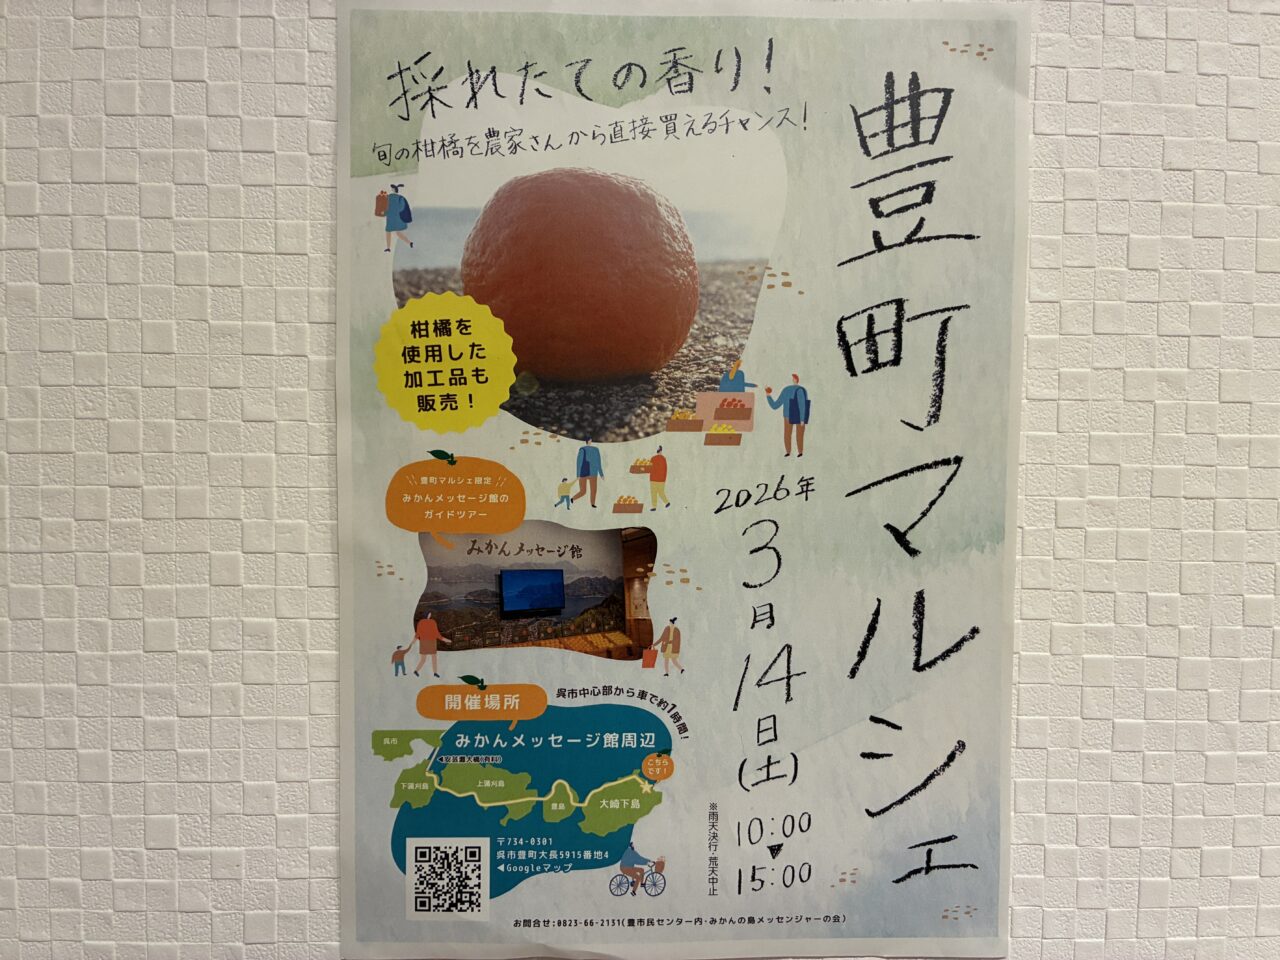 採れたての香り!
旬の柑橘を農家さんから直接買えるチャンス!
豊町マルシェ
柑橘を
使用した
加工品も
販売!
豊町マルシェ限定
みかんメッセージ館の
ガイドツアー
みかんメッセージ館
2026年
3月14日(土)
10:00
▼
15:00
※雨天決行・荒天中止
開催場所
呉市中心部から車で約1時間!
みかんメッセージ館周辺
こちら
です!
呉市
◀安芸灘大橋(有料)
下蒲刈島
上蒲刈島
豊島
大崎下島
〒734-0301
呉市豊町大長5915番地4
◀Googleマップ
お問合せ:0823-66-2131(豊市民センター内・みかんの島メッセンジャーの会)